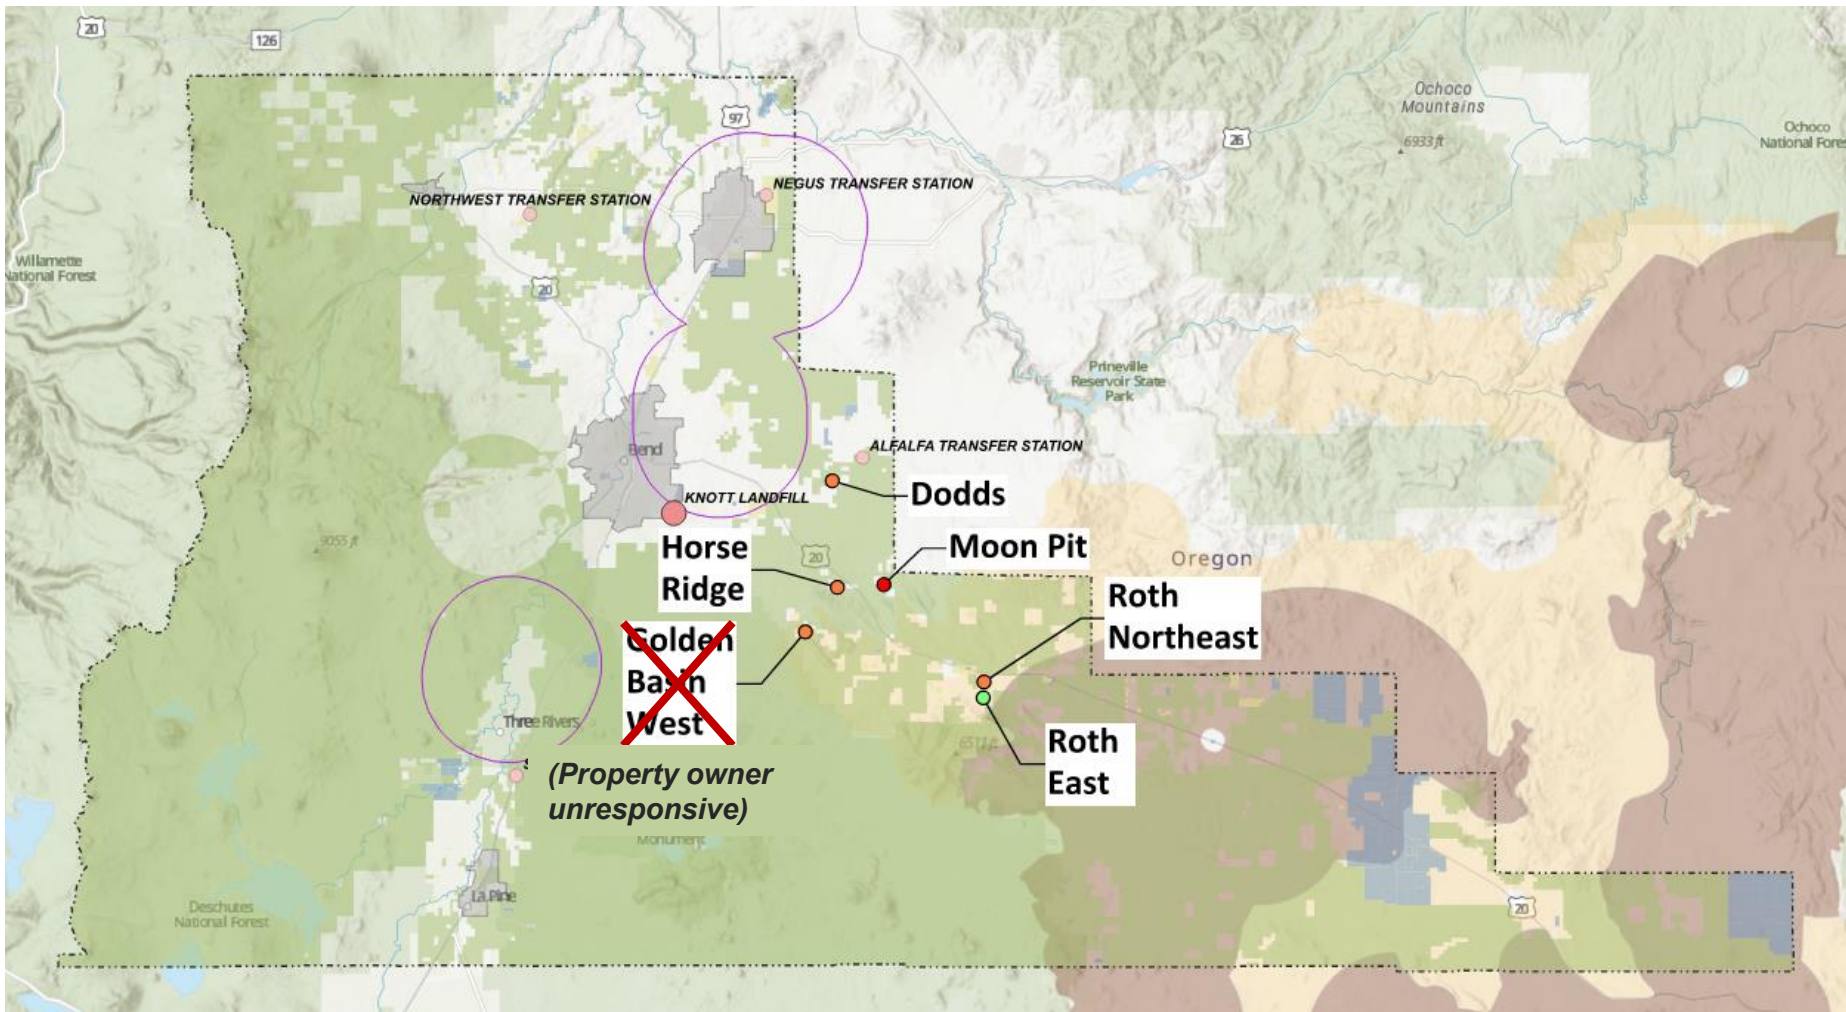 20
126
Ochoco
Mountains
97
26
6933 ft
Ochoco
National Fores
NEGUS TRANSFER STATION
NORTHWEST TRANSFER STATION
Willamette
National Forest
20
Prineville
Reservoir State
Park
Bend
ALFALFA TRANSFER STATION
KNOTT LANDFILL
Dodds
9055 ft
Horse
Ridge
20
Moon Pit
Oregon
Roth
Northeast
Golden
Basin
West
Three Rivers
Roth
East
(Property owner
unresponsive)
Monument
La Pine
Deschutes
National Forest
20